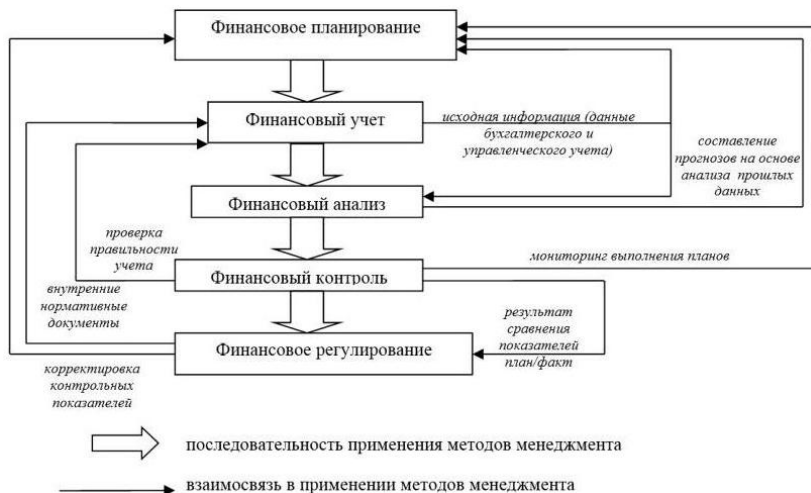 Финансовое планирование
Финансовый учет
исходная информация (данные
бухгалтерского и
управленческого учета)
составление
прогнозов на основе
анализа прошлых
данных
Финансовый анализ
проверка
правильности
учета
мониторинг выполнения планов
Финансовый контроль
внутренние
нормативные
документы
результат
сравнения
показателей
план/факт
Финансовое регулирование
корректировка
контрольных
показателей
последовательность применения методов менеджмента
взаимосвязь в применении методов менеджмента